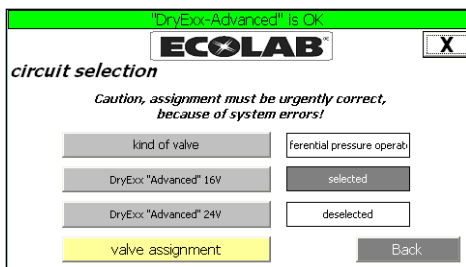 "DryExx-Advanced" is OK
ECOLAB®
X
circuit selection
Caution, assignment must be urgently correct,
because of system errors!
kind of valve
ferential pressure operat
DryExx "Advanced" 16V
selected
DryExx "Advanced" 24V
deselected
valve assignment
Back